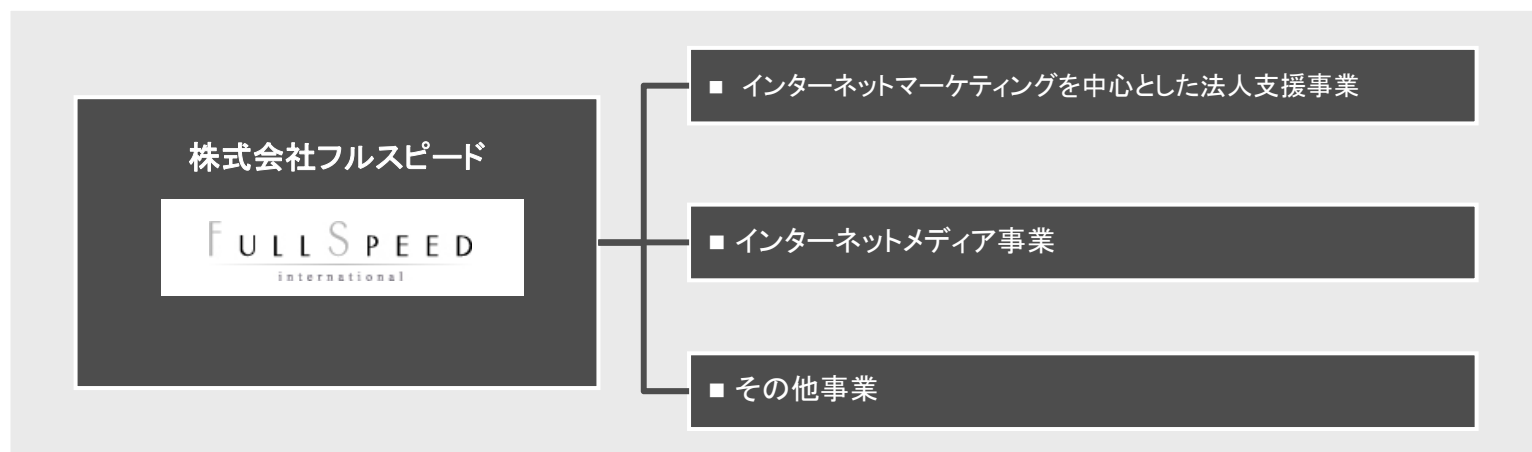 株式会社フルスピード
FULL SPEED
international
■ インターネットマーケティングを中心とした法人支援事業
■ インターネットメディア事業
■ その他事業